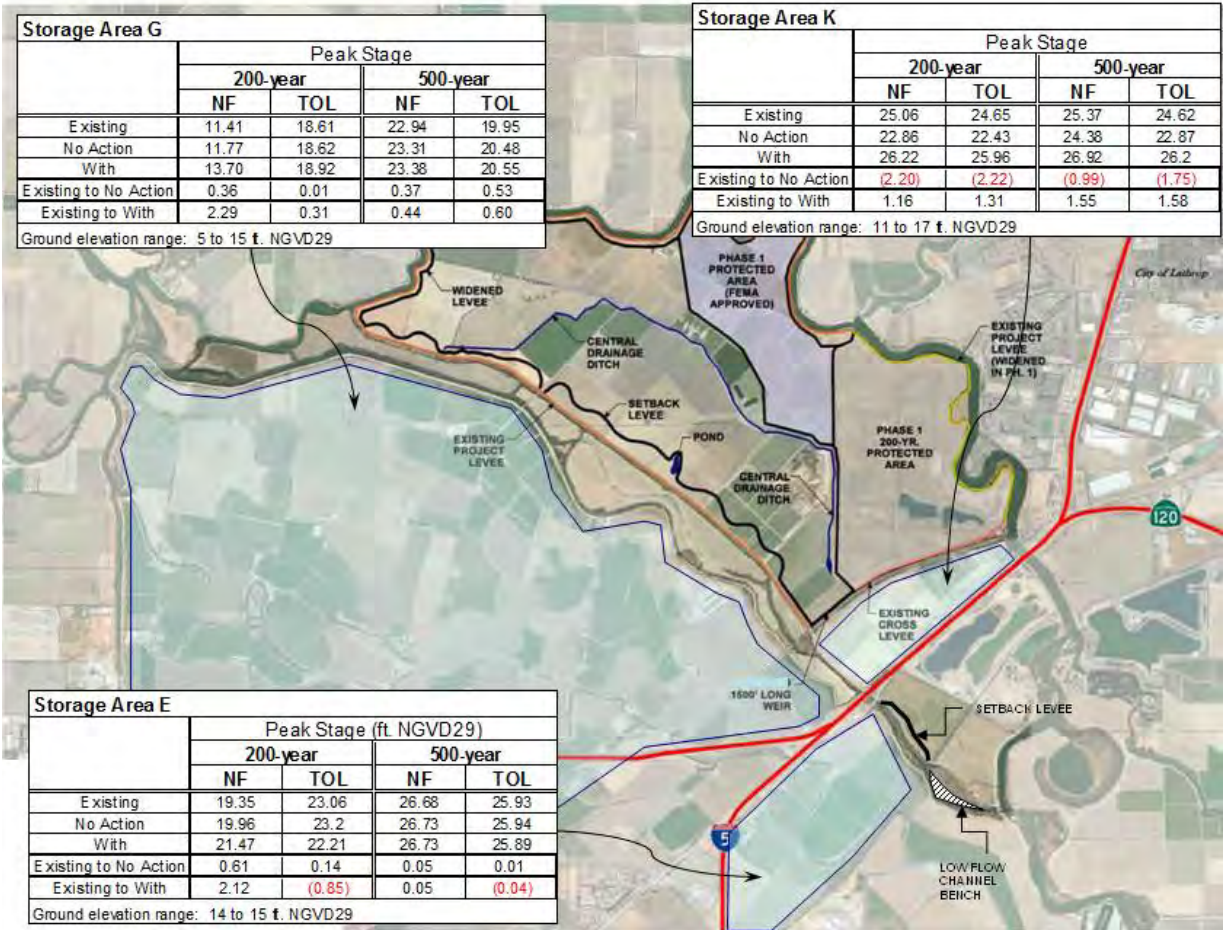 Storage Area G
Peak Stage
200-year 500-year
NF TOL NF TOL
Existing 11.41 18.61 22.94 19.95
No Action 11.77 18.62 23.31 20.48
With 13.70 18.92 23.38 20.55
Existing to No Action 0.36 0.01 0.37 0.53
Existing to With 2.29 0.31 0.44 0.60
Ground elevation range: 5 to 15 ft. NGVD29
Storage Area K
Peak Stage
200-year 500-year
NF TOL NF TOL
Existing 25.06 24.65 25.37 24.62
No Action 22.86 22.43 24.38 22.87
With 26.22 25.96 26.92 26.2
Existing to No Action (2.20) (2.22) (0.99) (1.75)
Existing to With 1.16 1.31 1.55 1.58
Ground elevation range: 11 to 17 ft. NGVD29
City of Lathrop
PHASE 1
PROTECTED
AREA
(FEMA
APPROVED)
WIDENED
LEVEE
CENTRAL
DRAINAGE
DITCH
EXISTING
PROJECT
LEVEE
(WIDENED
IN PH. 1)
SETBACK
LEVEE
EXISTING
PROJECT
LEVEE
POND
PHASE 1
200-YR.
PROTECTED
AREA
CENTRAL
DRAINAGE
DITCH
120
EXISTING
CROSS
LEVEE
1500' LONG
WEIR
SETBACK LEVEE
5
LOW FLOW
CHANNEL
BENCH
Storage Area E
Peak Stage (ft. NGVD29)
200-year 500-year
NF TOL NF TOL
Existing 19.35 23.06 26.68 25.93
No Action 19.96 23.2 26.73 25.94
With 21.47 22.21 26.73 25.89
Existing to No Action 0.61 0.14 0.05 0.01
Existing to With 2.12 (0.85) 0.05 (0.04)
Ground elevation range: 14 to 15 ft. NGVD29